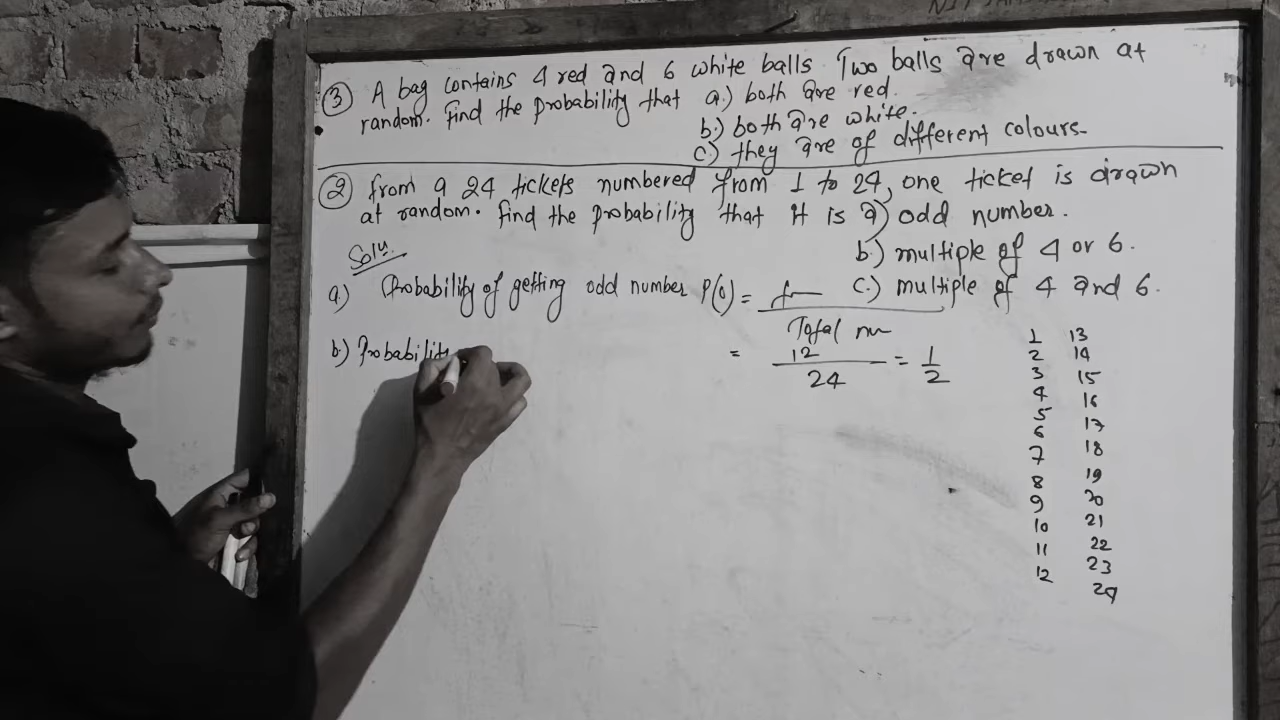 ③ A bag contains 4 red and 6 white balls. Two balls are drawn at
random. find the probability that a.) both are red.
b.) both are white.
c.) they are of different colours.
② from a 24 tickets numbered from 1 to 24, one ticket is drawn
at random. find the probability that it is a) odd number.
b.) multiple of 4 or 6.
c.) multiple of 4 and 6.
Solu.
a.) Probability of getting odd number P(0) =
Total nu
= 12/24 = 1/2
b.) Probability
1 13
2 14
3 15
4 16
5 17
6 18
7 19
8 20
9 21
10 22
11 23
12 24